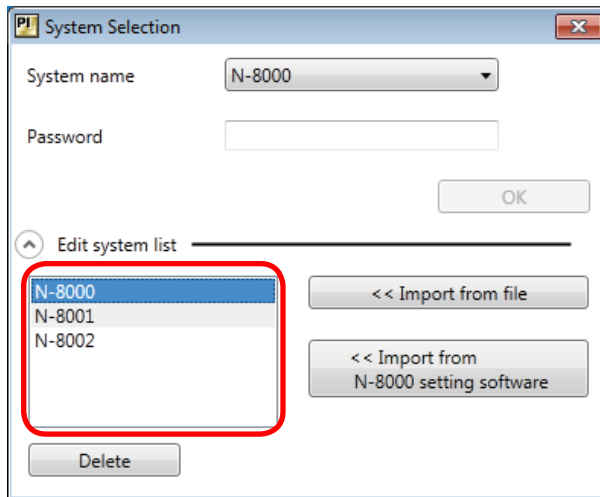 PI System Selection
System name N-8000
Password
OK
Edit system list
N-8000
N-8001
N-8002
<< Import from file
<< Import from
N-8000 setting software
Delete